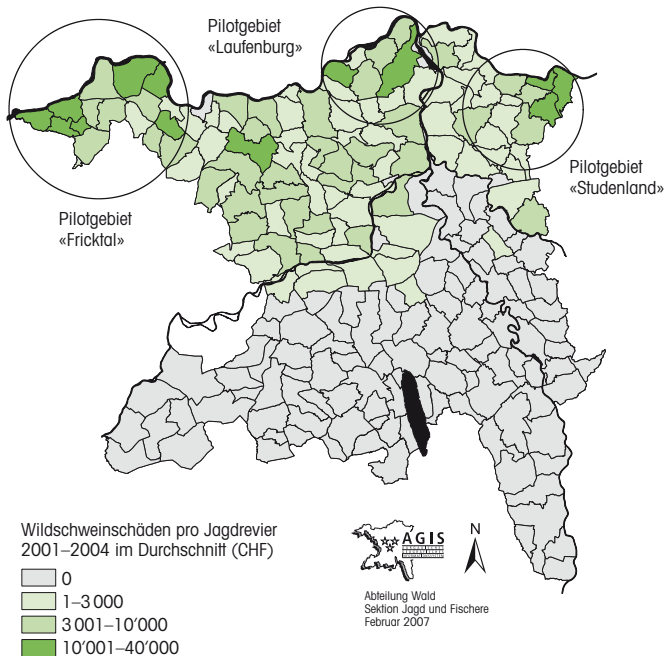 Pilotgebiet
«Laufenburg»
Pilotgebiet
«Studenland»
Pilotgebiet
«Fricktal»
Wildschweinschäden pro Jagdrevier
2001–2004 im Durchschnitt (CHF)
0
1–3 000
3 001–10'000
10'001–40'000
AGIS
N
Abteilung Wald
Sektion Jagd und Fischere
Februar 2007